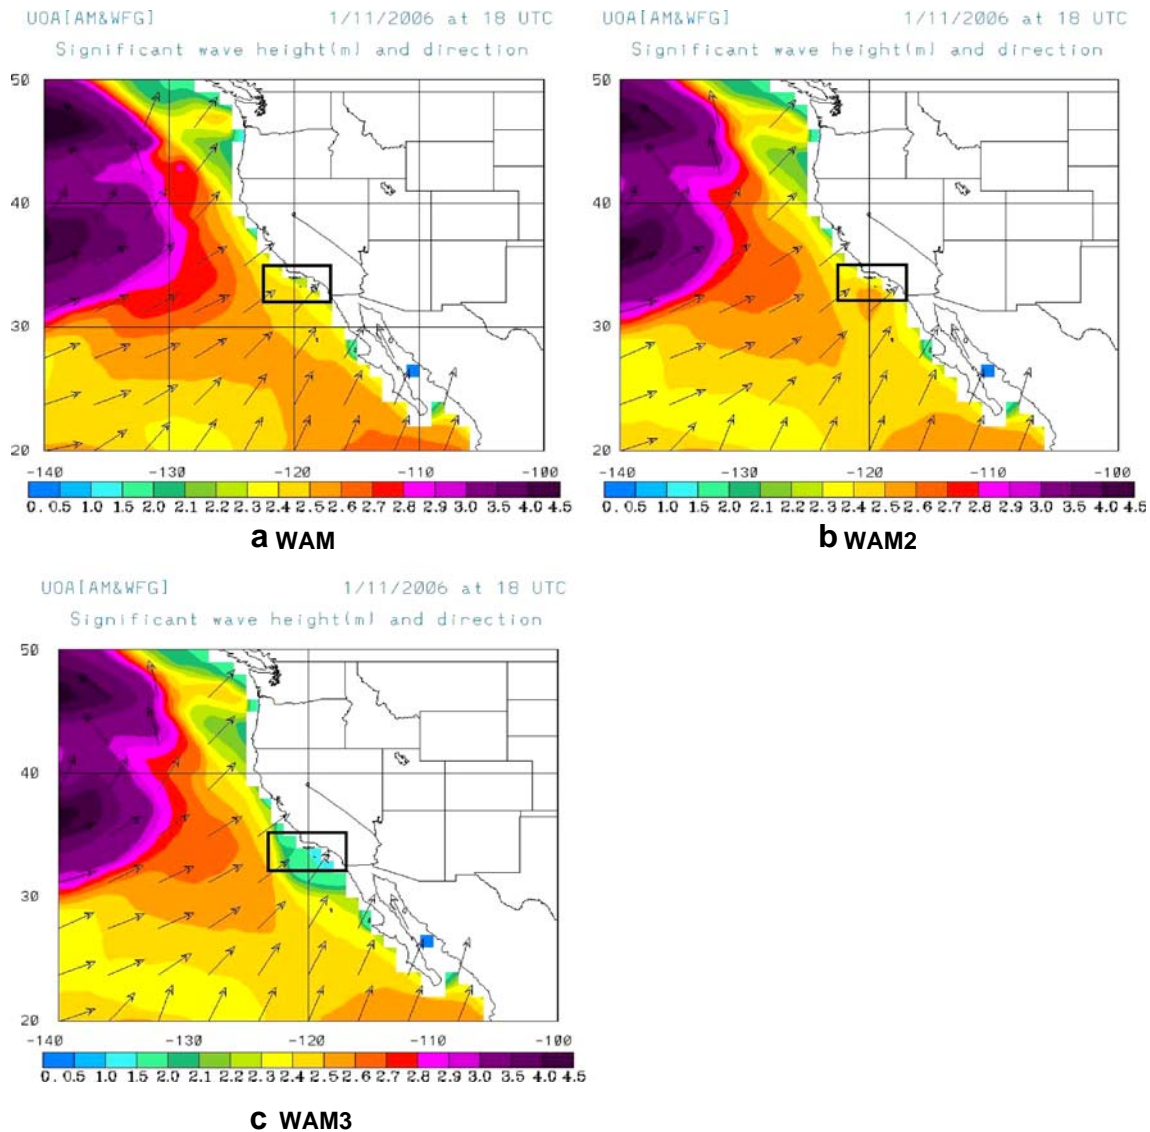 UOA[AM&WFG] 1/11/2006 at 18 UTC
Significant wave height(m) and direction
50
40
30
20
-140 -130 -120 -110 -100
0. 0.5 1.0 1.5 2.0 2.1 2.2 2.3 2.4 2.5 2.6 2.7 2.8 2.9 3.0 3.5 4.0 4.5
a WAM
UOA[AM&WFG] 1/11/2006 at 18 UTC
Significant wave height(m) and direction
50
40
30
20
-140 -130 -120 -110 -100
0. 0.5 1.0 1.5 2.0 2.1 2.2 2.3 2.4 2.5 2.6 2.7 2.8 2.9 3.0 3.5 4.0 4.5
b WAM2
UOA[AM&WFG] 1/11/2006 at 18 UTC
Significant wave height(m) and direction
50
40
30
20
-140 -130 -120 -110 -100
0. 0.5 1.0 1.5 2.0 2.1 2.2 2.3 2.4 2.5 2.6 2.7 2.8 2.9 3.0 3.5 4.0 4.5
c WAM3